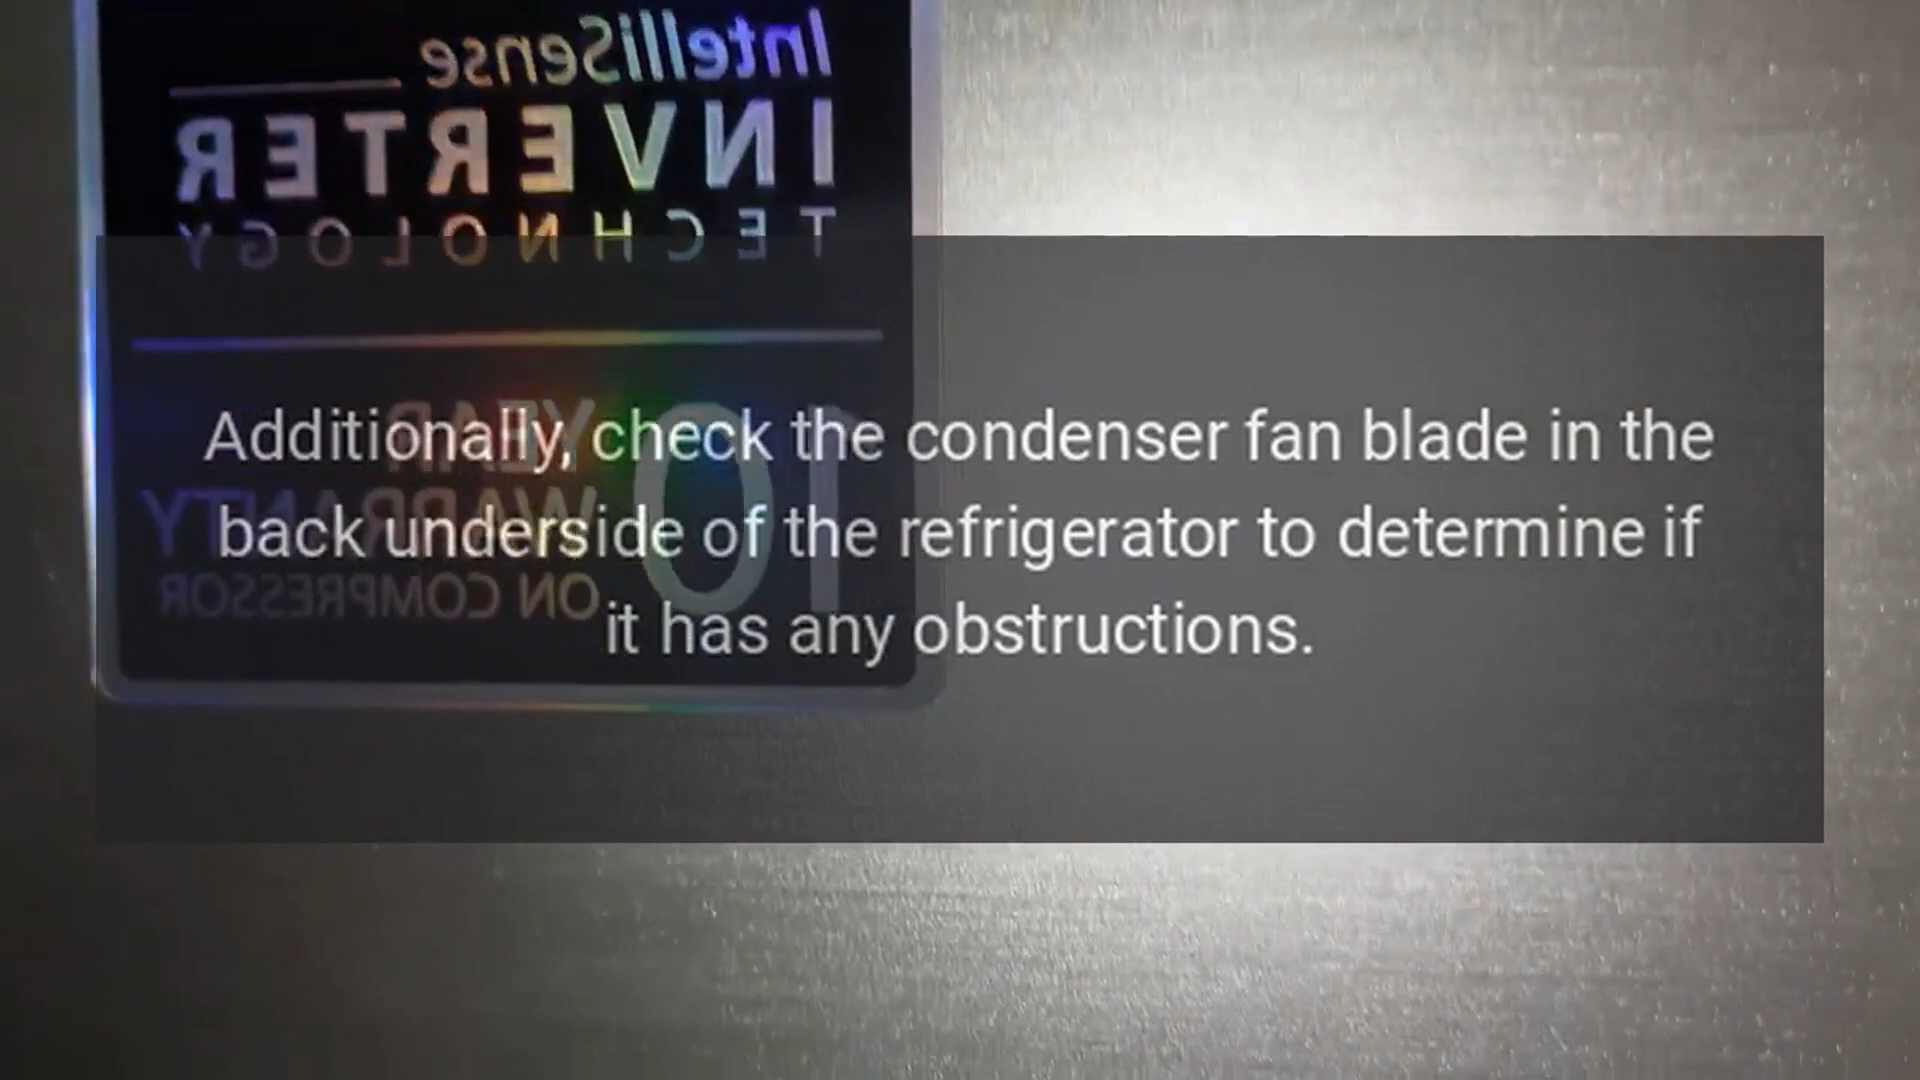 IntelliSense
INVERTER
TECHNOLOGY
10 YEAR
WARRANTY
ON COMPRESSOR
Additionally, check the condenser fan blade in the
back underside of the refrigerator to determine if
it has any obstructions.